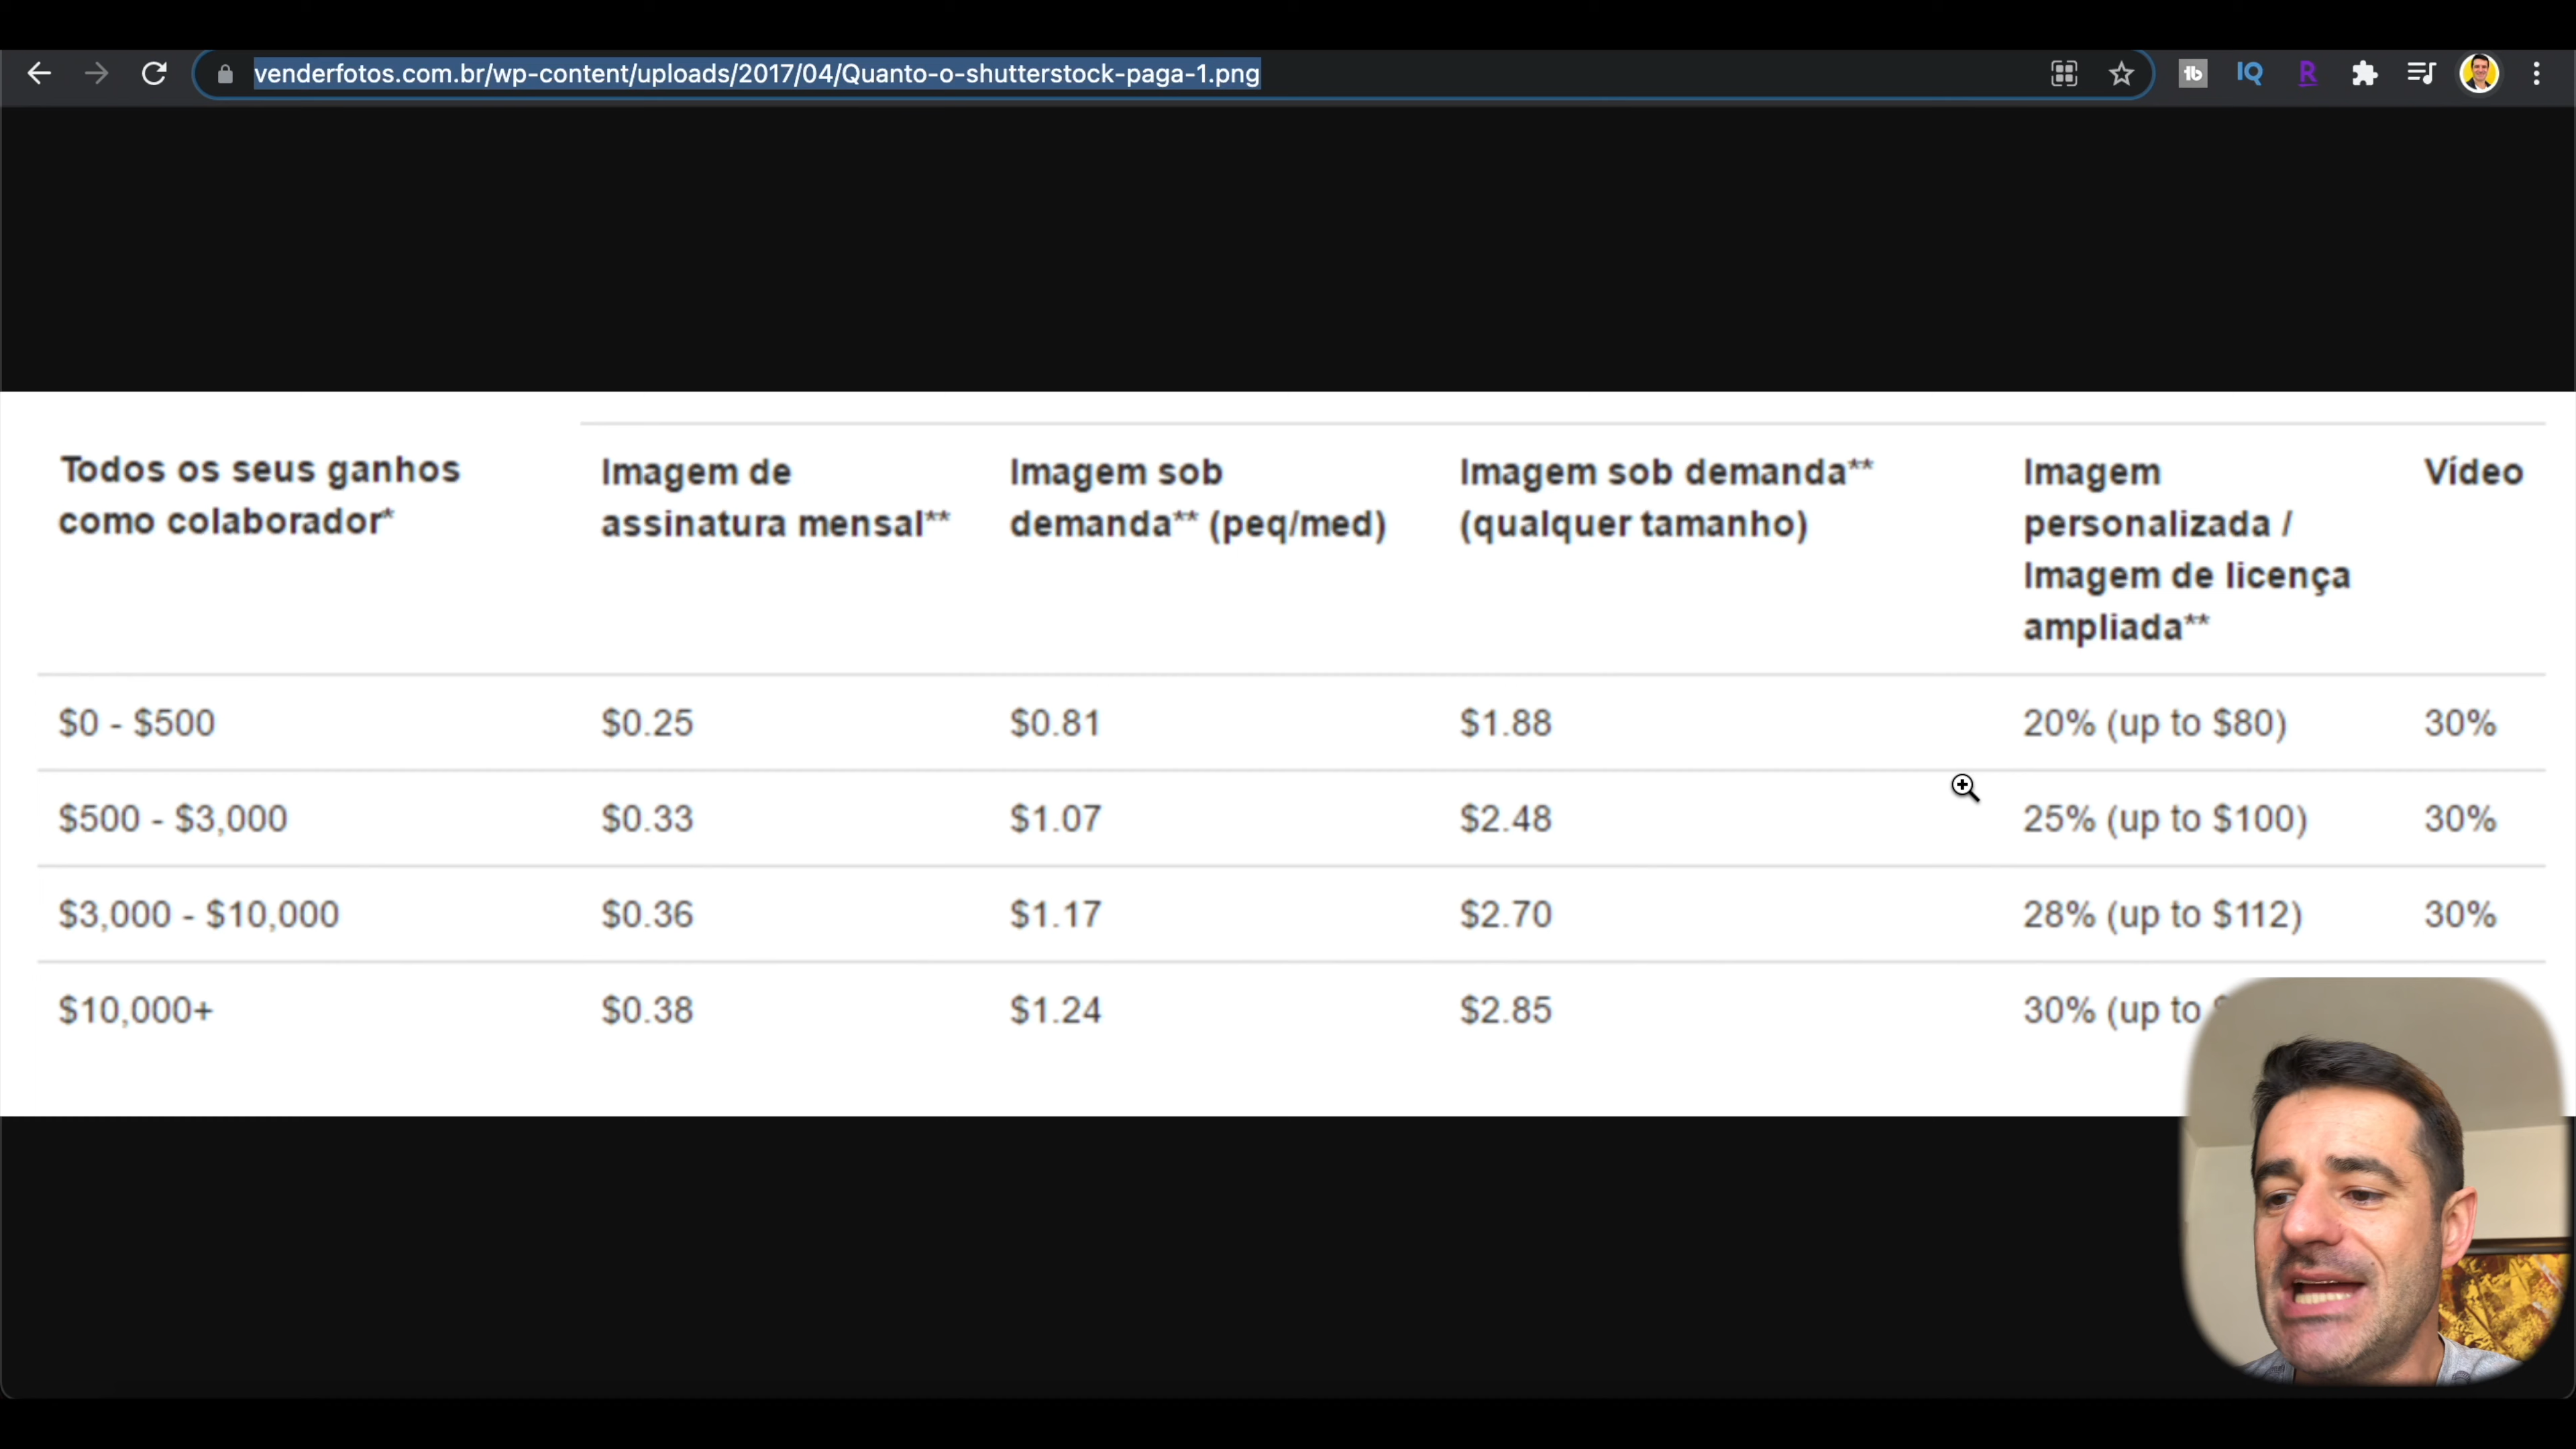 venderfotos.com.br/wp-content/uploads/2017/04/Quanto-o-shutterstock-paga-1.png
Todos os seus ganhos
como colaborador*
Imagem de
assinatura mensal**
Imagem sob
demanda** (peq/med)
Imagem sob demanda**
(qualquer tamanho)
Imagem
personalizada /
Imagem de licença
ampliada**
Vídeo
$0 - $500 $0.25 $0.81 $1.88 20% (up to $80) 30%
$500 - $3,000 $0.33 $1.07 $2.48 25% (up to $100) 30%
$3,000 - $10,000 $0.36 $1.17 $2.70 28% (up to $112) 30%
$10,000+ $0.38 $1.24 $2.85 30% (up to